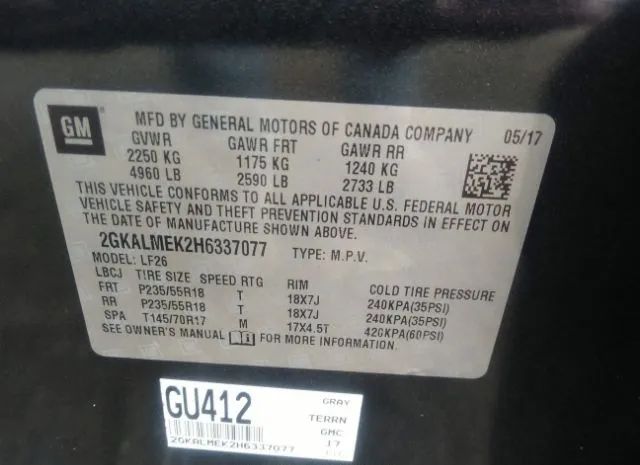 GM
MFD BY GENERAL MOTORS OF CANADA COMPANY 05/17
GVWR GAWR FRT GAWR RR
2250 KG 1175 KG 1240 KG
4960 LB 2590 LB 2733 LB
THIS VEHICLE CONFORMS TO ALL APPLICABLE U.S. FEDERAL MOTOR
VEHICLE SAFETY AND THEFT PREVENTION STANDARDS IN EFFECT ON
THE DATE OF MANUFACTURE SHOWN ABOVE.
2GKALMEK2H6337077 TYPE: M.P.V.
MODEL: LF26
LBCJ TIRE SIZE SPEED RTG RIM COLD TIRE PRESSURE
FRT P235/55R18 T 18X7J 240KPA(35PSI)
RR P235/55R18 T 18X7J 240KPA(35PSI)
SPA T145/70R17 M 17X4.5T 420KPA(60PSI)
SEE OWNER'S MANUAL FOR MORE INFORMATION.
GU412 GRAY
TERRN
GMC
2GKALMEK2H6337077 17